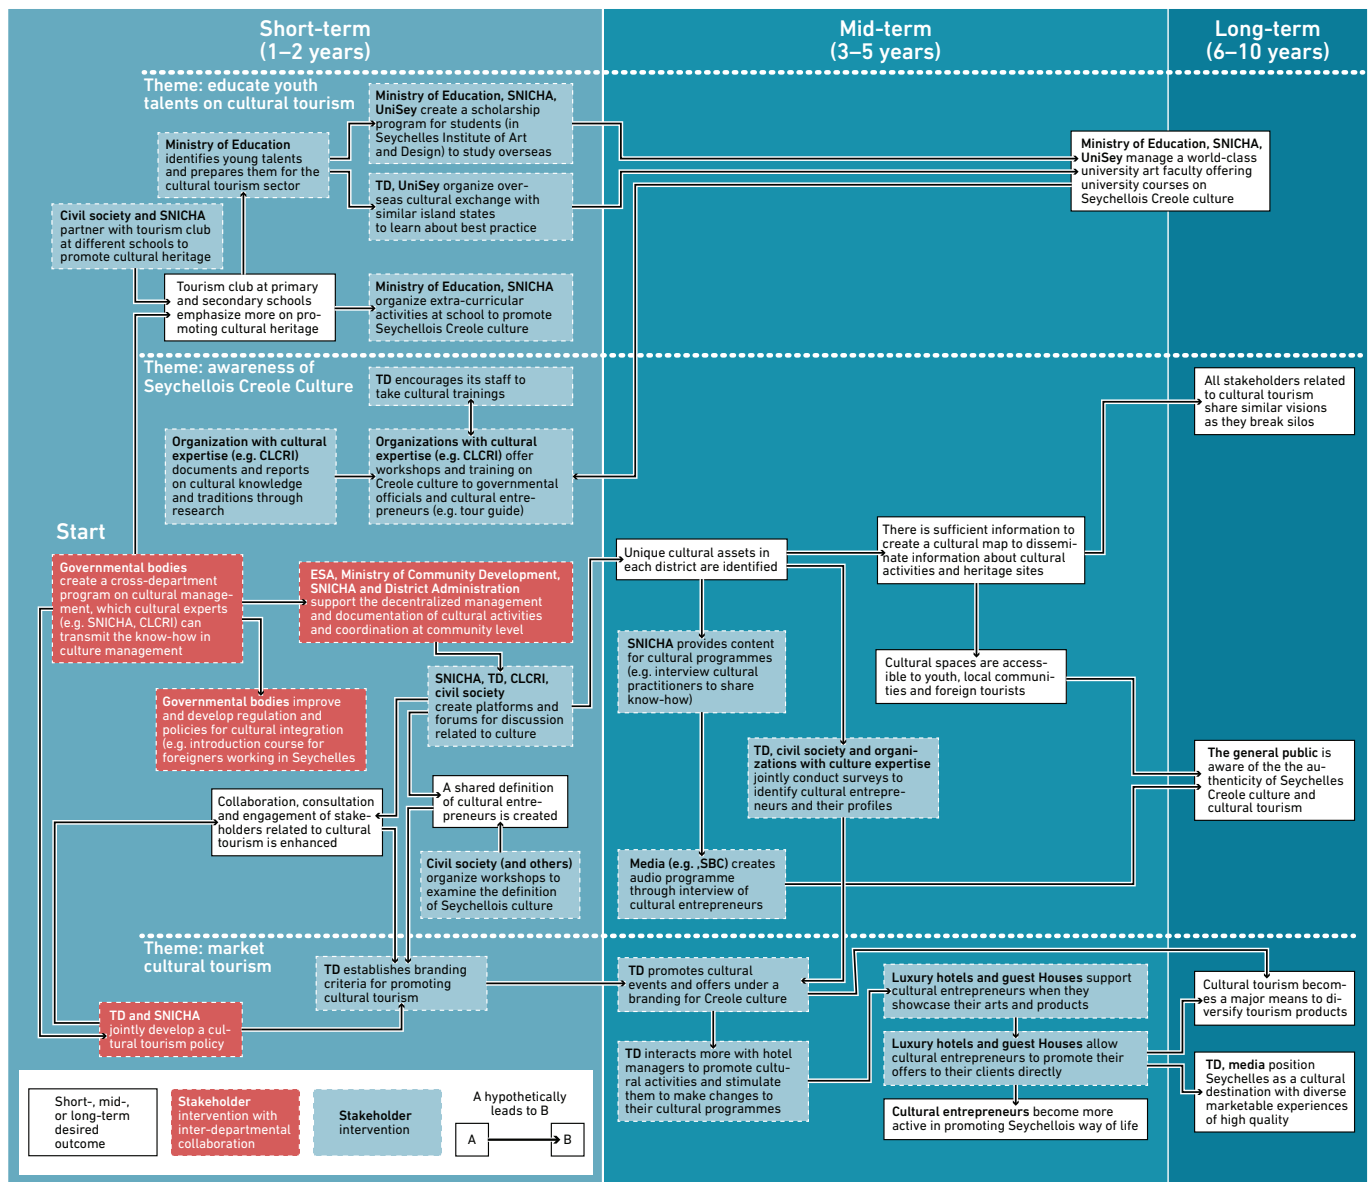 Short-term
(1–2 years)
Mid-term
(3–5 years)
Long-term
(6–10 years)
Theme: educate youth
talents on cultural tourism
Ministry of Education, SNICHA,
UniSey create a scholarship
program for students (in
Seychelles Institute of Art
and Design) to study overseas
Ministry of Education
identifies young talents
and prepares them for the
cultural tourism sector
TD, UniSey organize over-
seas cultural exchange with
similar island states
to learn about best practice
Ministry of Education, SNICHA,
UniSey manage a world-class
university art faculty offering
university courses on
Seychellois Creole culture
Civil society and SNICHA
partner with tourism club
at different schools to
promote cultural heritage
Tourism club at primary
and secondary schools
emphasize more on pro-
moting cultural heritage
Ministry of Education, SNICHA
organize extra-curricular
activities at school to promote
Seychellois Creole culture
Theme: awareness of
Seychellois Creole Culture
TD encourages its staff to
take cultural trainings
All stakeholders related
to cultural tourism
share similar visions
as they break silos
Organization with cultural
expertise (e.g. CLCRI)
documents and reports
on cultural knowledge
and traditions through
research
Organizations with cultural
expertise (e.g. CLCRI) offer
workshops and training on
Creole culture to governmental
officials and cultural entre-
preneurs (e.g. tour guide)
Start
Governmental bodies
create a cross-department
program on cultural manage-
ment, which cultural experts
(e.g. SNICHA, CLCRI) can
transmit the know-how in
culture management
ESA, Ministry of Community Development,
SNICHA and District Administration
support the decentralized management
and documentation of cultural activities
and coordination at community level
Unique cultural assets in
each district are identified
There is sufficient information to
create a cultural map to dissemi-
nate information about cultural
activities and heritage sites
SNICHA provides content
for cultural programmes
(e.g. interview cultural
practitioners to share
know-how)
Cultural spaces are access-
ible to youth, local communi-
ties and foreign tourists
SNICHA, TD, CLCRI,
civil society
create platforms and
forums for discussion
related to culture
Governmental bodies improve
and develop regulation and
policies for cultural integration
(e.g. introduction course for
foreigners working in Seychelles
TD, civil society and organi-
zations with culture expertise
jointly conduct surveys to
identify cultural entrepre-
neurs and their profiles
The general public is
aware of the the au-
thenticity of Seychelles
Creole culture and
cultural tourism
Collaboration, consultation
and engagement of stake-
holders related to cultural
tourism is enhanced
A shared definition
of cultural entre-
preneurs is created
Civil society (and others)
organize workshops to
examine the definition
of Seychellois culture
Media (e.g. ,SBC) creates
audio programme
through interview of
cultural entrepreneurs
Theme: market
cultural tourism
TD establishes branding
criteria for promoting
cultural tourism
TD promotes cultural
events and offers under a
branding for Creole culture
Luxury hotels and guest Houses support
cultural entrepreneurs when they
showcase their arts and products
Cultural tourism becom-
es a major means to di-
versify tourism products
TD and SNICHA
jointly develop a cul-
tural tourism policy
TD interacts more with hotel
managers to promote cultu-
ral activities and stimulate
them to make changes to
their cultural programmes
Luxury hotels and guest Houses allow
cultural entrepreneurs to promote their
offers to their clients directly
TD, media position
Seychelles as a cultural
destination with diverse
marketable experiences
of high quality
Cultural entrepreneurs become more
active in promoting Seychellois way of life
Short-, mid-,
or long-term
desired
outcome
Stakeholder
intervention with
inter-departmental
collaboration
Stakeholder
intervention
A hypothetically
leads to B
A
B